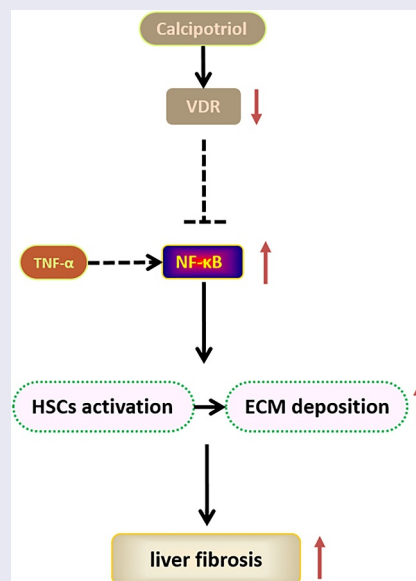 Calcipotriol
VDR
TNF-α
NF-κB
HSCs activation
ECM deposition
liver fibrosis